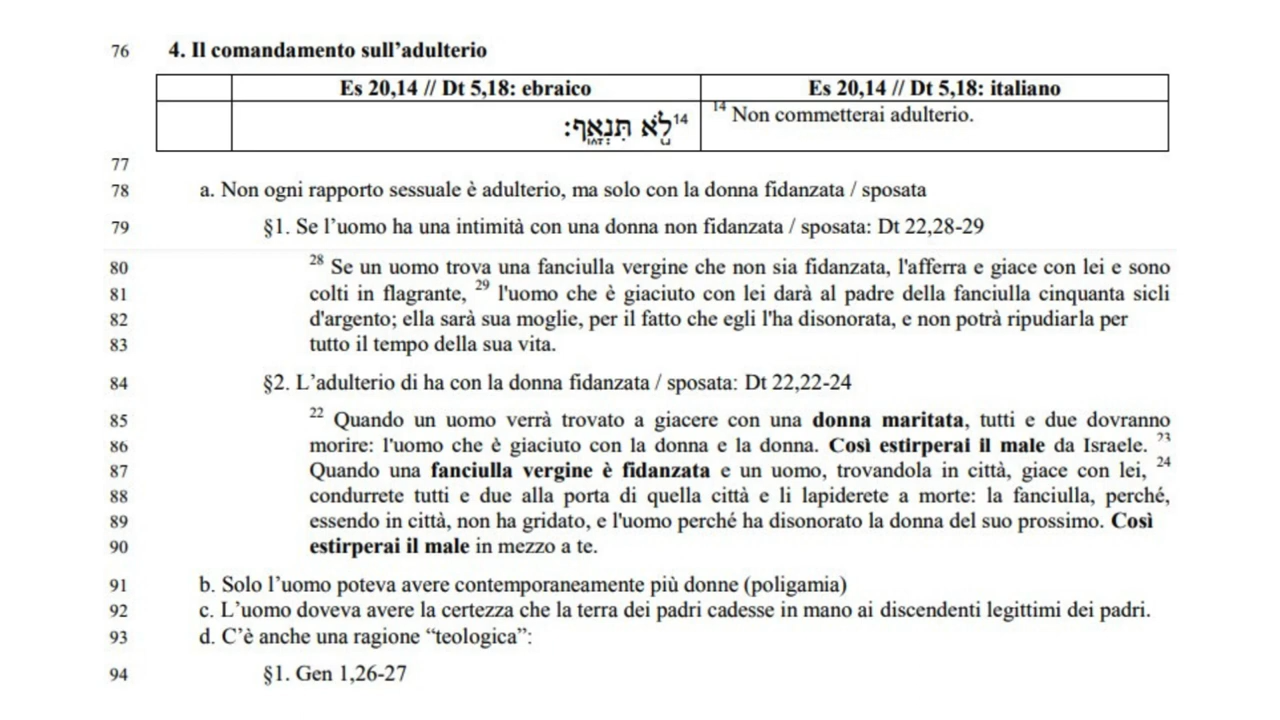 76 4. Il comandamento sull'adulterio
Es 20,14 // Dt 5,18: ebraico Es 20,14 // Dt 5,18: italiano
14 לֹ֣֖א תִּנְאָֽ֑ף׃ 14 Non commetterai adulterio.
77
78 a. Non ogni rapporto sessuale è adulterio, ma solo con la donna fidanzata / sposata
79 §1. Se l'uomo ha una intimità con una donna non fidanzata / sposata: Dt 22,28-29
80 28 Se un uomo trova una fanciulla vergine che non sia fidanzata, l'afferra e giace con lei e sono
81 colti in flagrante, 29 l'uomo che è giaciuto con lei darà al padre della fanciulla cinquanta sicli
82 d'argento; ella sarà sua moglie, per il fatto che egli l'ha disonorata, e non potrà ripudiarla per
83 tutto il tempo della sua vita.
84 §2. L'adulterio di ha con la donna fidanzata / sposata: Dt 22,22-24
85 22 Quando un uomo verrà trovato a giacere con una donna maritata, tutti e due dovranno
86 morire: l'uomo che è giaciuto con la donna e la donna. Così estirperai il male da Israele. 23
87 Quando una fanciulla vergine è fidanzata e un uomo, trovandola in città, giace con lei, 24
88 condurrete tutti e due alla porta di quella città e li lapiderete a morte: la fanciulla, perché,
89 essendo in città, non ha gridato, e l'uomo perché ha disonorato la donna del suo prossimo. Così
90 estirperai il male in mezzo a te.
91 b. Solo l'uomo poteva avere contemporaneamente più donne (poligamia)
92 c. L'uomo doveva avere la certezza che la terra dei padri cadesse in mano ai discendenti legittimi dei padri.
93 d. C'è anche una ragione "teologica":
94 §1. Gen 1,26-27